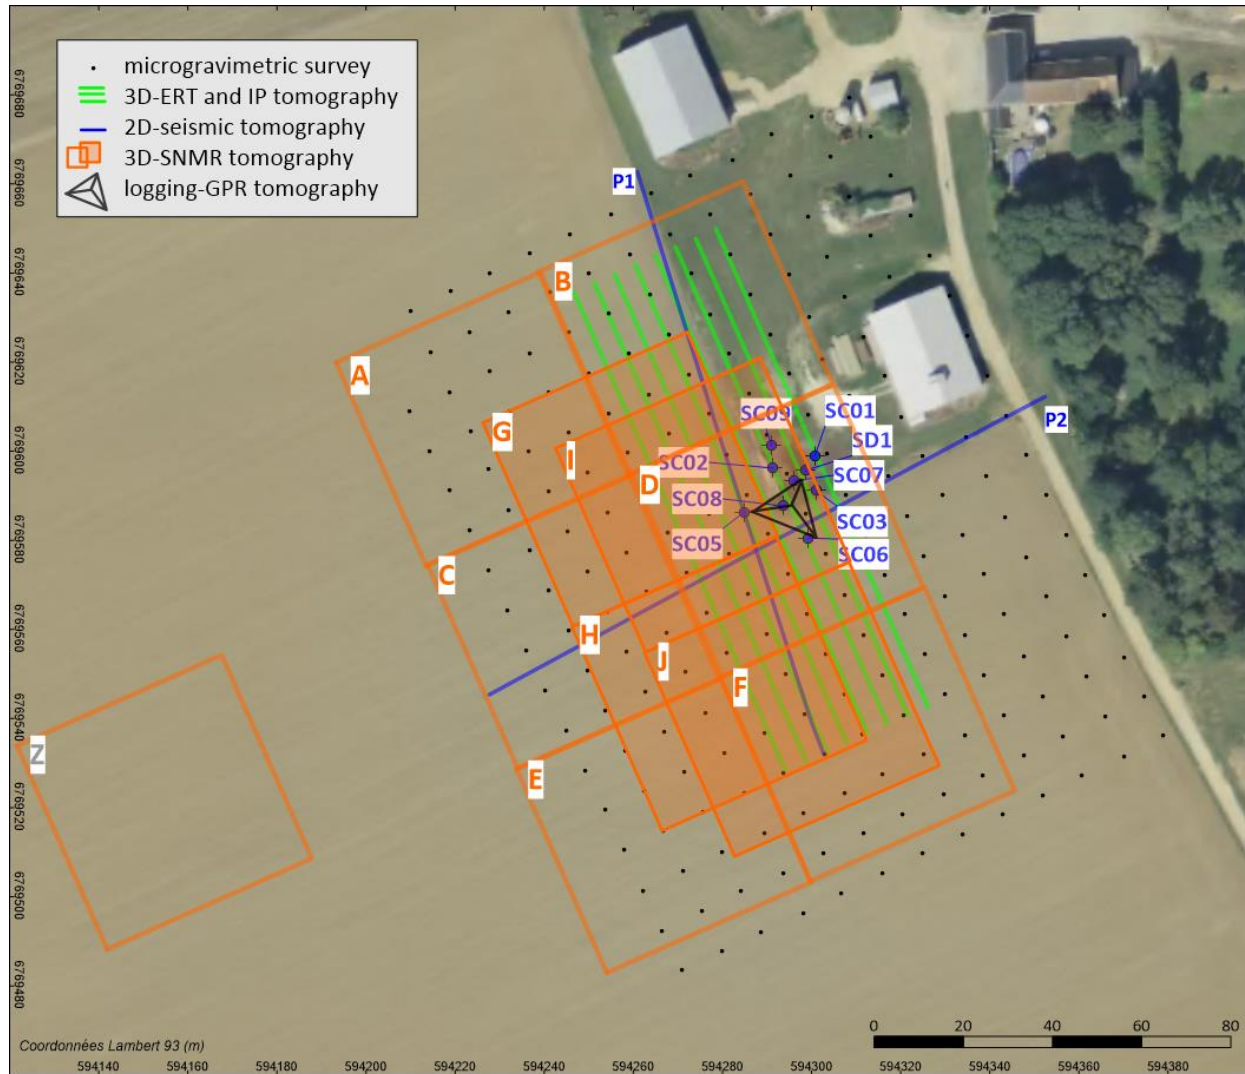 microgravimetric survey
3D-ERT and IP tomography
2D-seismic tomography
3D-SNMR tomography
logging-GPR tomography
P1
B
A
G
I
SC09
SC01
SD1
SC02
D
SC07
SC08
SC03
SC05
SC06
P2
C
H
J
F
Z
E
6769680
6769660
6769640
6769620
6769600
6769580
6769560
6769540
6769520
6769500
6769480
0 20 40 60 80
Coordonnées Lambert 93 (m)
594140 594160 594180 594200 594220 594240 594260 594280 594300 594320 594340 594360 594380